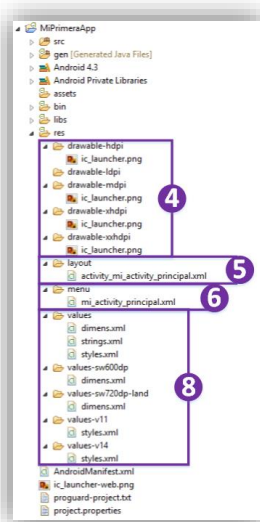 MiPrimeraApp
src
gen [Generated Java Files]
Android 4.3
Android Private Libraries
assets
bin
libs
res
drawable-hdpi
ic_launcher.png
drawable-ldpi
drawable-mdpi
ic_launcher.png
drawable-xhdpi
ic_launcher.png
drawable-xxhdpi
ic_launcher.png
4
layout
activity_mi_activity_principal.xml
5
menu
mi_activity_principal.xml
6
values
dimens.xml
strings.xml
styles.xml
values-sw600dp
dimens.xml
values-sw720dp-land
dimens.xml
values-v11
styles.xml
values-v14
styles.xml
8
AndroidManifest.xml
ic_launcher-web.png
proguard-project.txt
project.properties